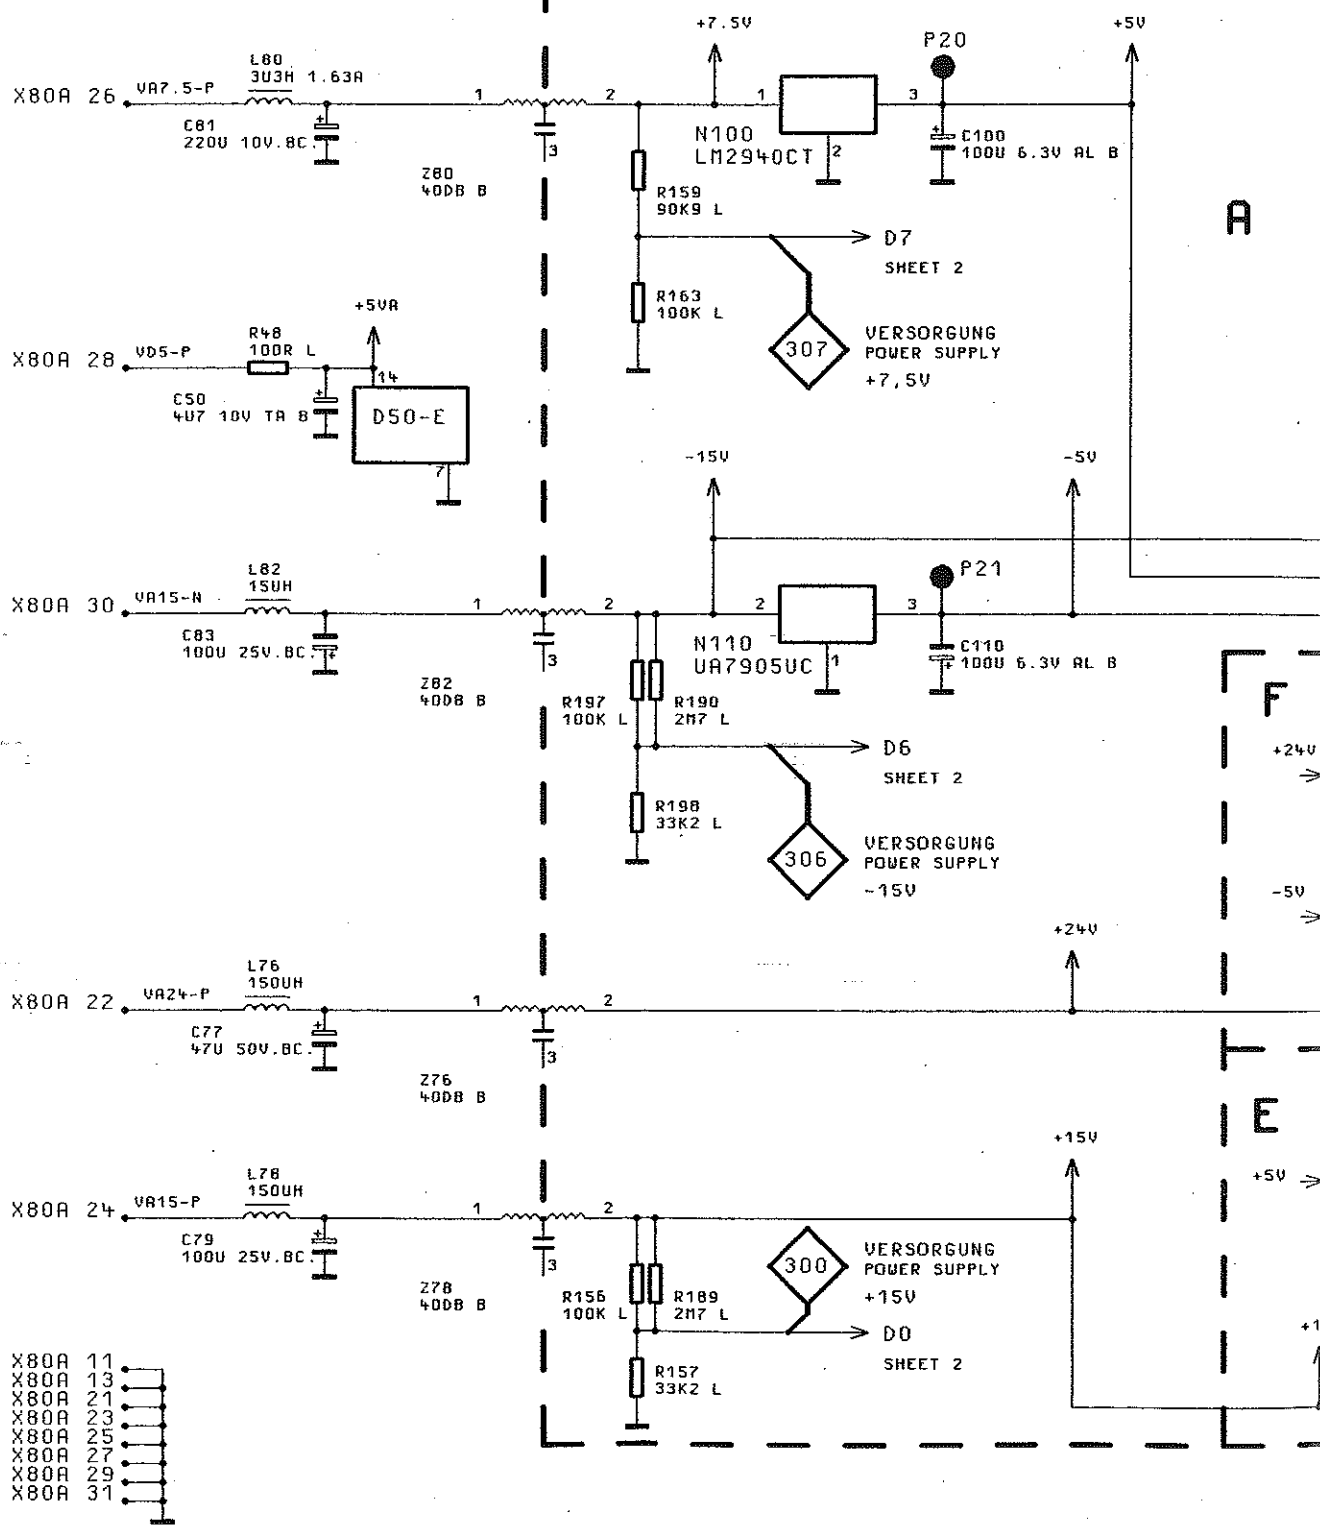 +7.5V
+5V
P20
L80
3U3H 1.63A
X80A 26
VA7.5-P
1
2
1
3
C81
220U 10V.BC.
3
N100
LM2940CT
2
C100
100U 6.3V AL B
Z80
40DB B
R159
90K9 L
A
D7
SHEET 2
R163
100K L
+5VA
307
VERSORGUNG
POWER SUPPLY
+7,5V
R48
100R L
X80A 28
VD5-P
14
C50
4U7 10V TA B
D50-E
7
-15V
-5V
L82
15UH
P21
X80A 30
VA15-N
1
2
2
3
C83
100U 25V.BC.
3
N110
UA7905UC
1
C110
100U 6.3V AL B
Z82
40DB B
R197
100K L
R190
2M7 L
F
+24V
D6
SHEET 2
R198
33K2 L
306
VERSORGUNG
POWER SUPPLY
-15V
-5V
+24V
L76
150UH
X80A 22
VA24-P
1
2
C77
47U 50V.BC.
3
Z76
40DB B
E
+15V
+5V
L78
150UH
X80A 24
VA15-P
1
2
C79
100U 25V.BC.
3
300
VERSORGUNG
POWER SUPPLY
+15V
Z78
40DB B
R156
100K L
R189
2M7 L
D0
SHEET 2
+1
R157
33K2 L
X80A 11
X80A 13
X80A 21
X80A 23
X80A 25
X80A 27
X80A 29
X80A 31